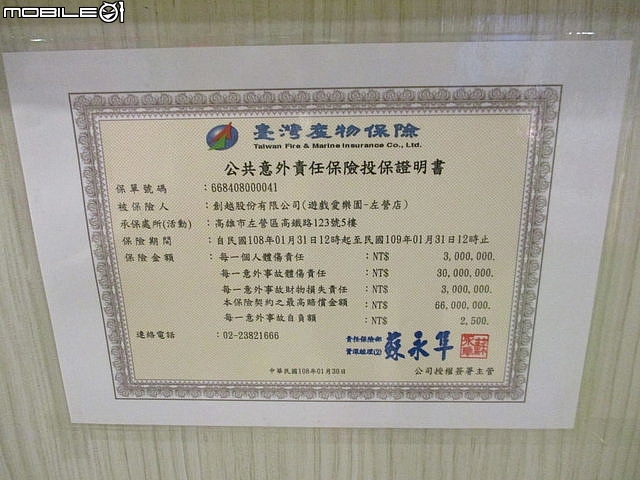 MOBILE01
臺灣產物保險
Taiwan Fire & Marine Insurance Co., Ltd.
公共意外責任保險投保證明書
保單號碼 : 668408000041
被保險人 : 創越股份有限公司(遊戲愛樂園-左營店)
承保處所(活動) : 高雄市左營區高鐵路123號5樓
保險期間 : 自民國108年01月31日12時起至民國109年01月31日12時止
保險金額 : 每一個人體傷責任 : NT$ 3,000,000.
每一意外事故體傷責任 : NT$ 30,000,000.
每一意外事故財物損失責任 : NT$ 3,000,000.
本保險契約之最高賠償金額 : NT$ 66,000,000.
每一意外事故自負額 : NT$ 2,500.
連絡電話 : 02-23821666
責任保險部
資深經理(2) 蘇永隼
中華民國108年01月30日
公司授權簽署主管